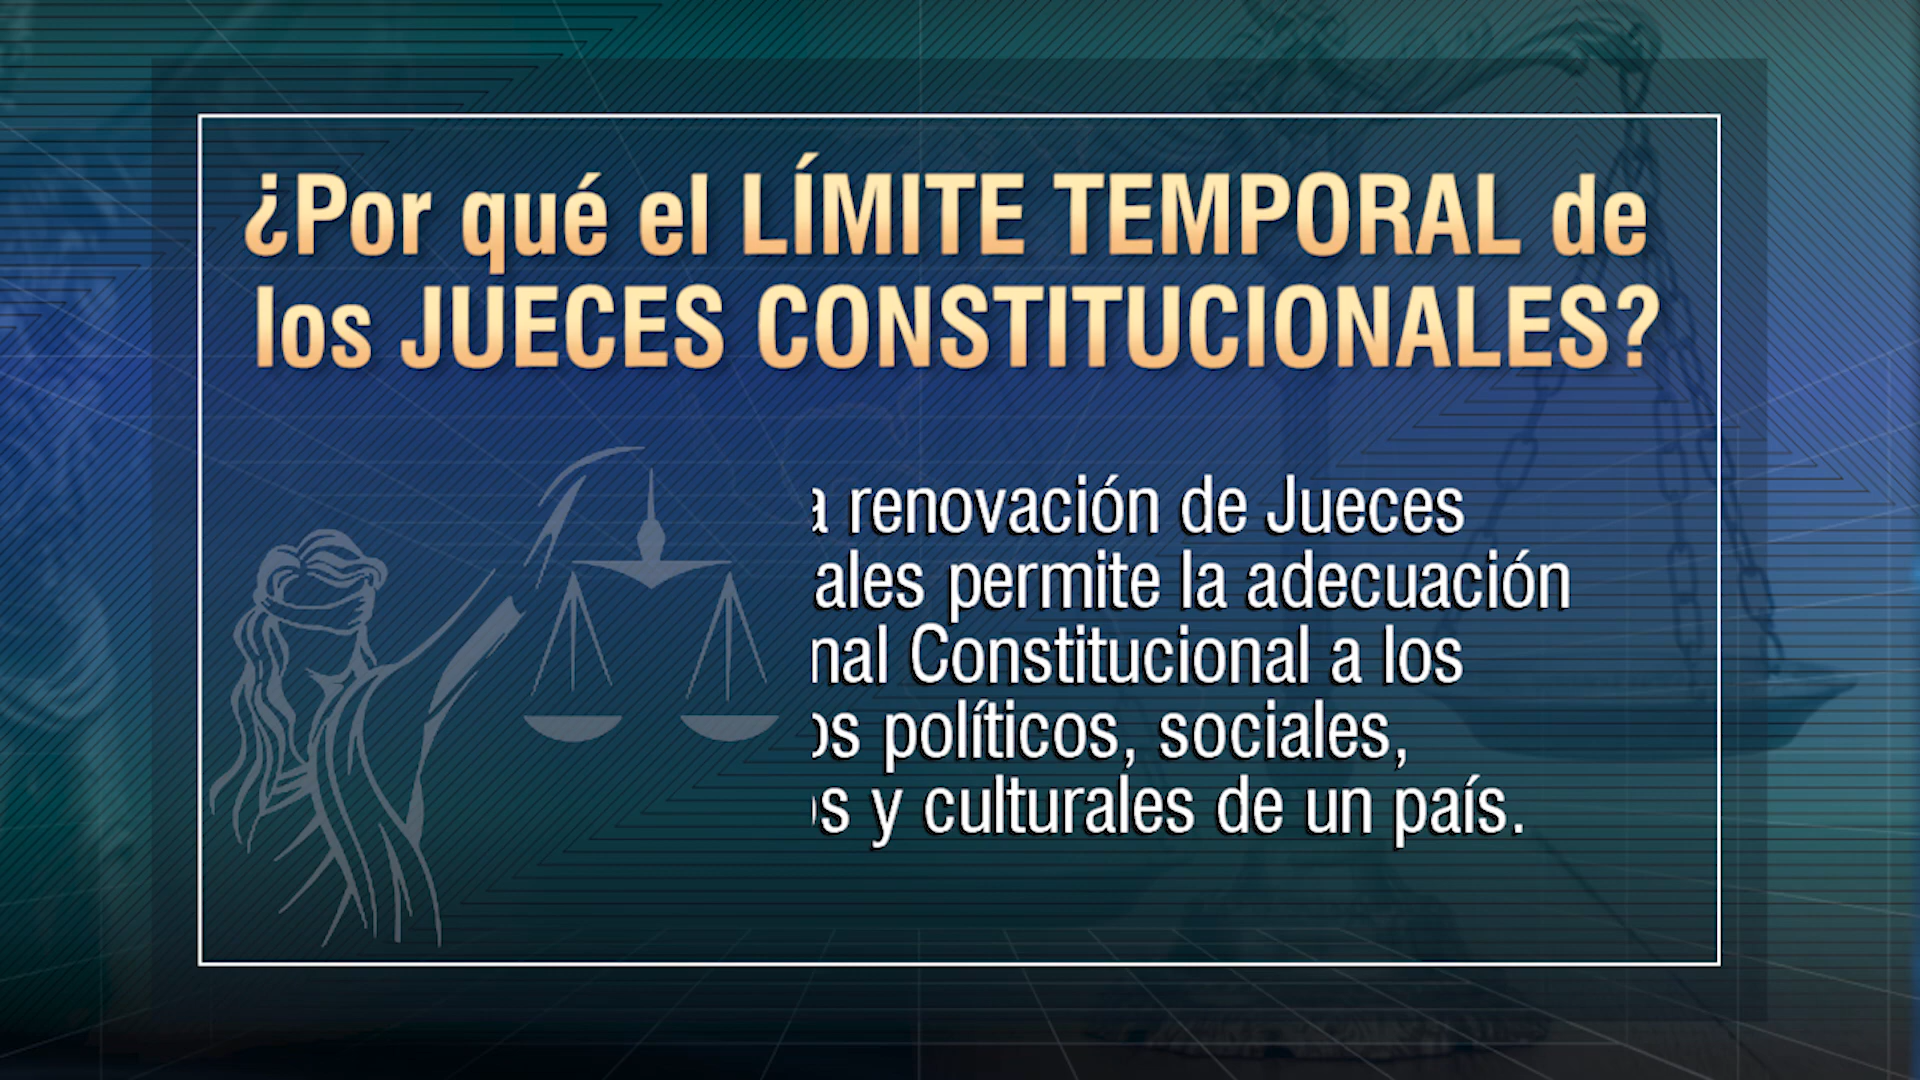 ¿Por qué el LÍMITE TEMPORAL de
los JUECES CONSTITUCIONALES?
renovación de Jueces
ales permite la adecuación
nal Constitucional a los
os políticos, sociales,
s y culturales de un país.